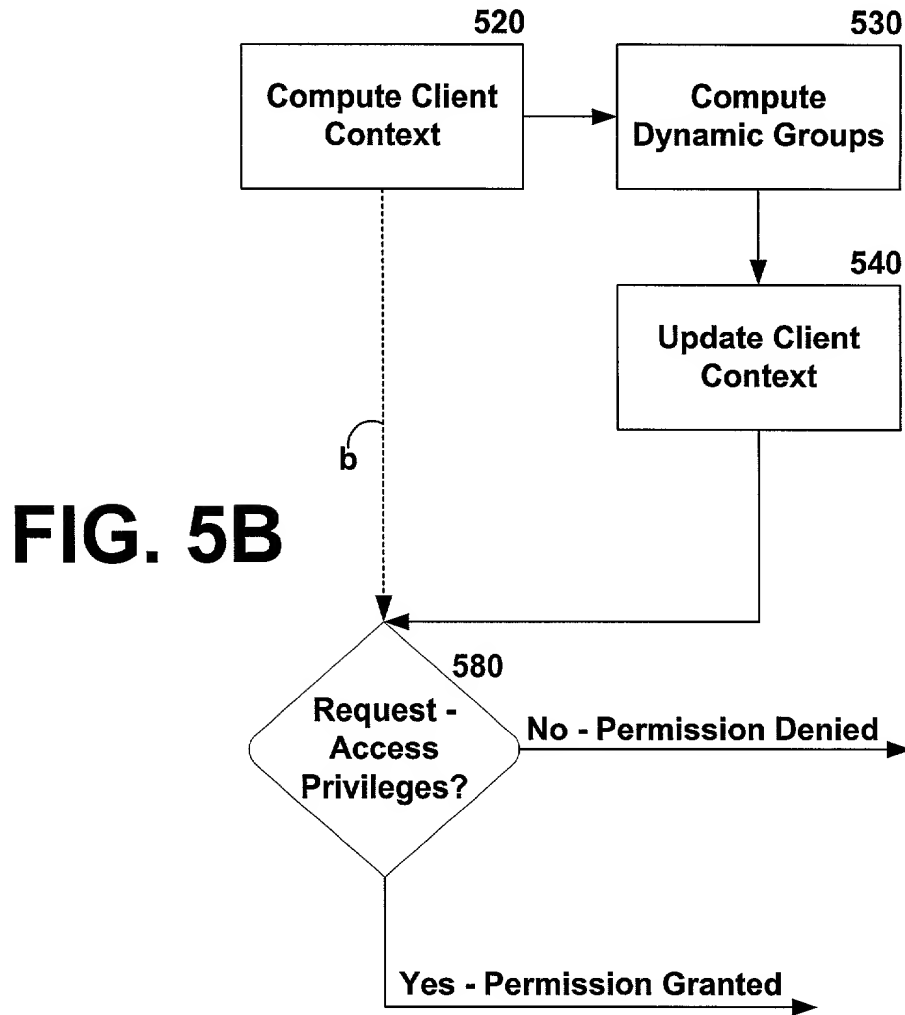 520
Compute Client
Context
530
Compute
Dynamic Groups
540
Update Client
Context
b
FIG. 5B
580
Request -
Access
Privileges?
No - Permission Denied
Yes - Permission Granted